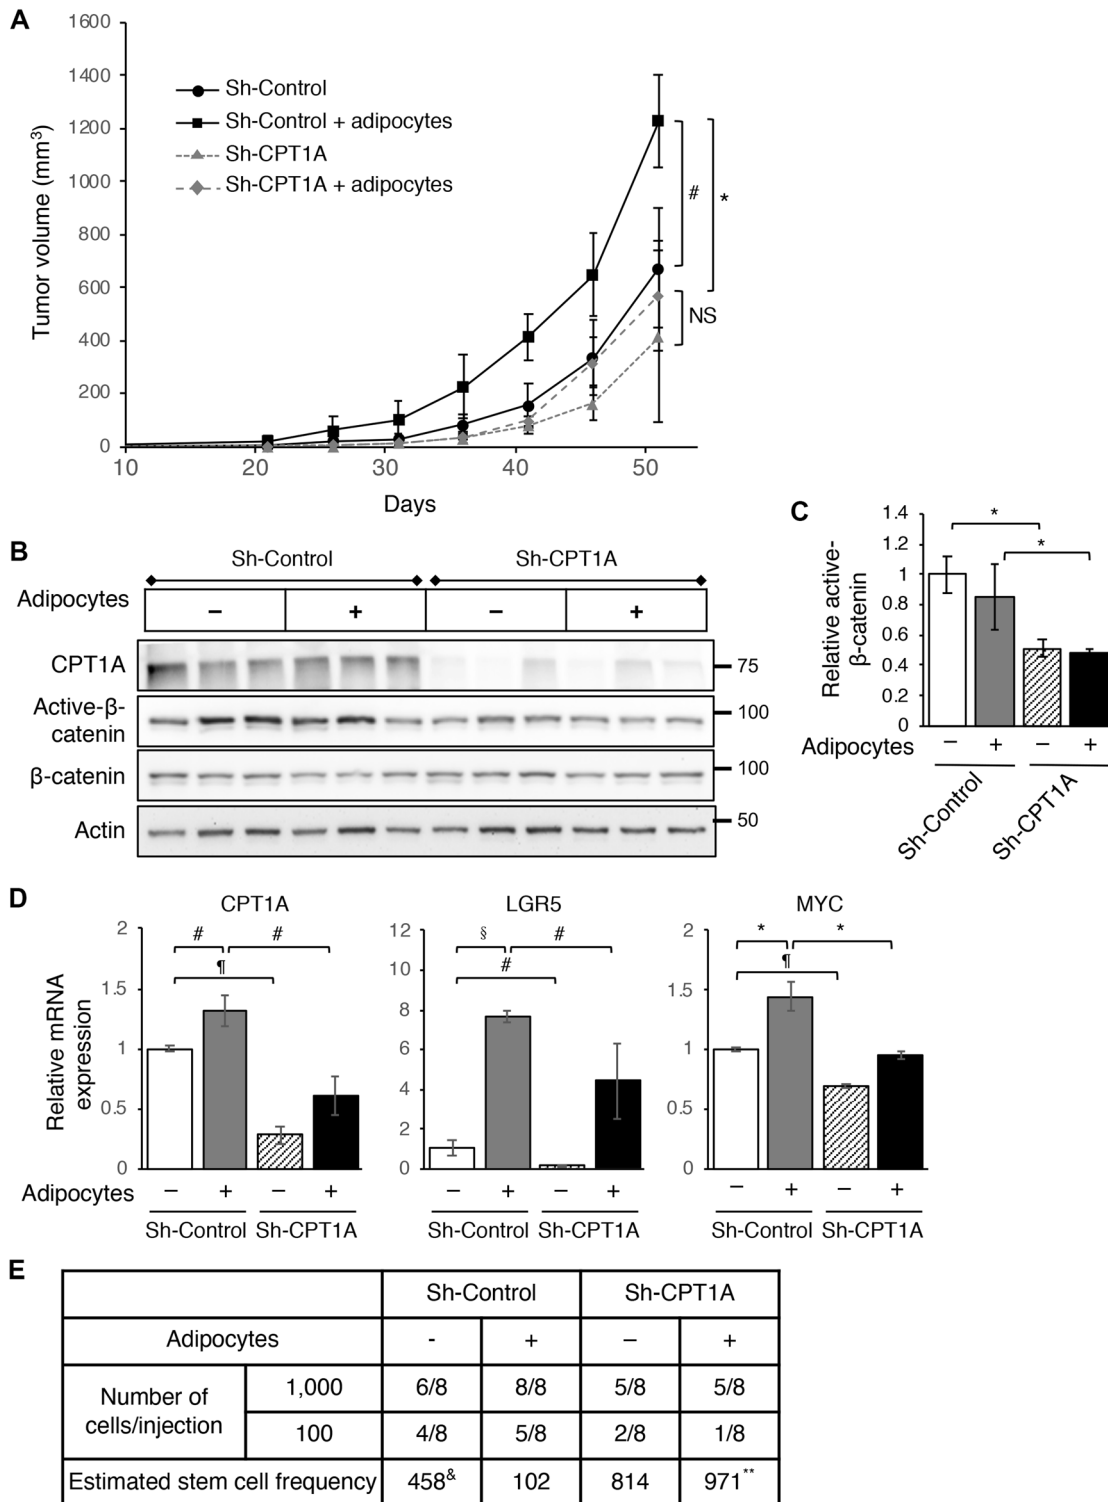 A
1600
1400
1200
1000
800
600
400
200
0
Tumor volume (mm³)
Sh-Control
Sh-Control + adipocytes
Sh-CPT1A
Sh-CPT1A + adipocytes
#
*
NS
10
20
30
40
50
Days
B
Sh-Control
Sh-CPT1A
Adipocytes
− + − +
CPT1A
75
Active-β-
catenin
100
β-catenin
100
Actin
50
C
Relative active-
β-catenin
1.4
1.2
1
0.8
0.6
0.4
0.2
0
*
*
Adipocytes − + − +
Sh-Control
Sh-CPT1A
D
Relative mRNA
expression
CPT1A
2
1.5
1
0.5
0
# #
¶
LGR5
12
10
8
6
4
2
0
§ #
#
MYC
2
1.5
1
0.5
0
* *
¶
Adipocytes − + − + − + − + − + − +
Sh-Control Sh-CPT1A Sh-Control Sh-CPT1A Sh-Control Sh-CPT1A
E
Sh-Control Sh-CPT1A
Adipocytes - + − +
Number of
cells/injection
1,000 6/8 8/8 5/8 5/8
100 4/8 5/8 2/8 1/8
Estimated stem cell frequency 458& 102 814 971**